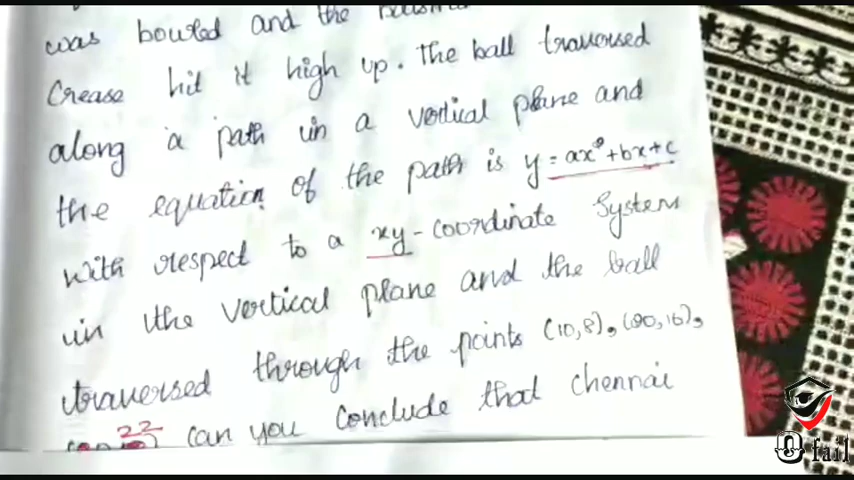 was bowled and the
Crease hit it high up. The ball traversed
along a path in a vertical plane and
the equation of the path is y = ax²+bx+c
with respect to a xy-coordinate System
in the vertical plane and the ball
traversed through the points (10,8), (20,16),
22 can you conclude that chennai
O fail